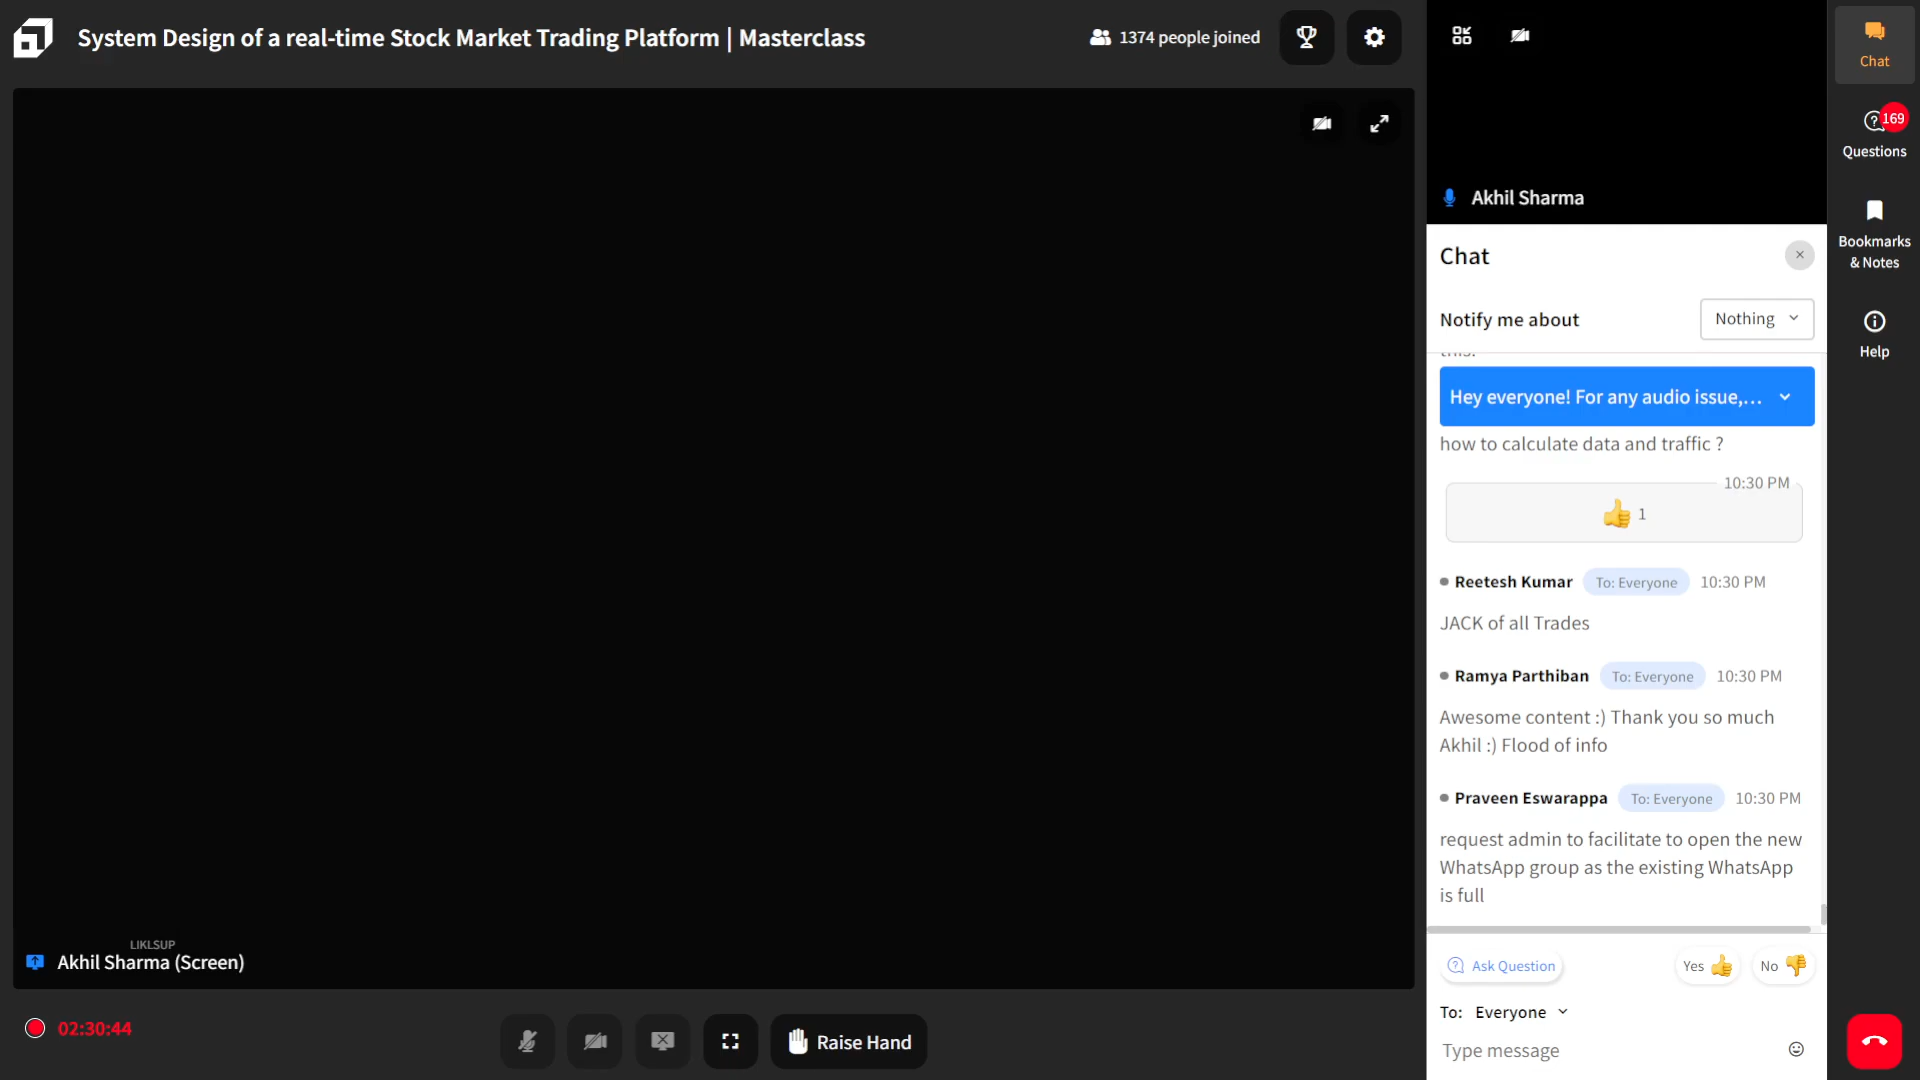 System Design of a real-time Stock Market Trading Platform | Masterclass
1374 people joined
Akhil Sharma
Chat
169
Questions
Bookmarks
& Notes
Help
Chat
Notify me about
Nothing
this.
Hey everyone! For any audio issue,...
how to calculate data and traffic ?
10:30 PM
👍 1
Reetesh Kumar To: Everyone 10:30 PM
JACK of all Trades
Ramya Parthiban To: Everyone 10:30 PM
Awesome content :) Thank you so much
Akhil :) Flood of info
Praveen Eswarappa To: Everyone 10:30 PM
request admin to facilitate to open the new
WhatsApp group as the existing WhatsApp
is full
Ask Question
Yes 👍
No 👎
To: Everyone
Type message
LIKLSUP
Akhil Sharma (Screen)
02:30:44
Raise Hand